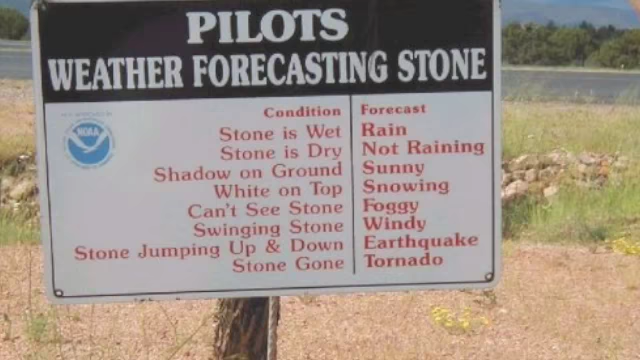 PILOTS
WEATHER FORECASTING STONE
Condition Forecast
NOAA
Stone is Wet Rain
Stone is Dry Not Raining
Shadow on Ground Sunny
White on Top Snowing
Can't See Stone Foggy
Swinging Stone Windy
Stone Jumping Up & Down Earthquake
Stone Gone Tornado